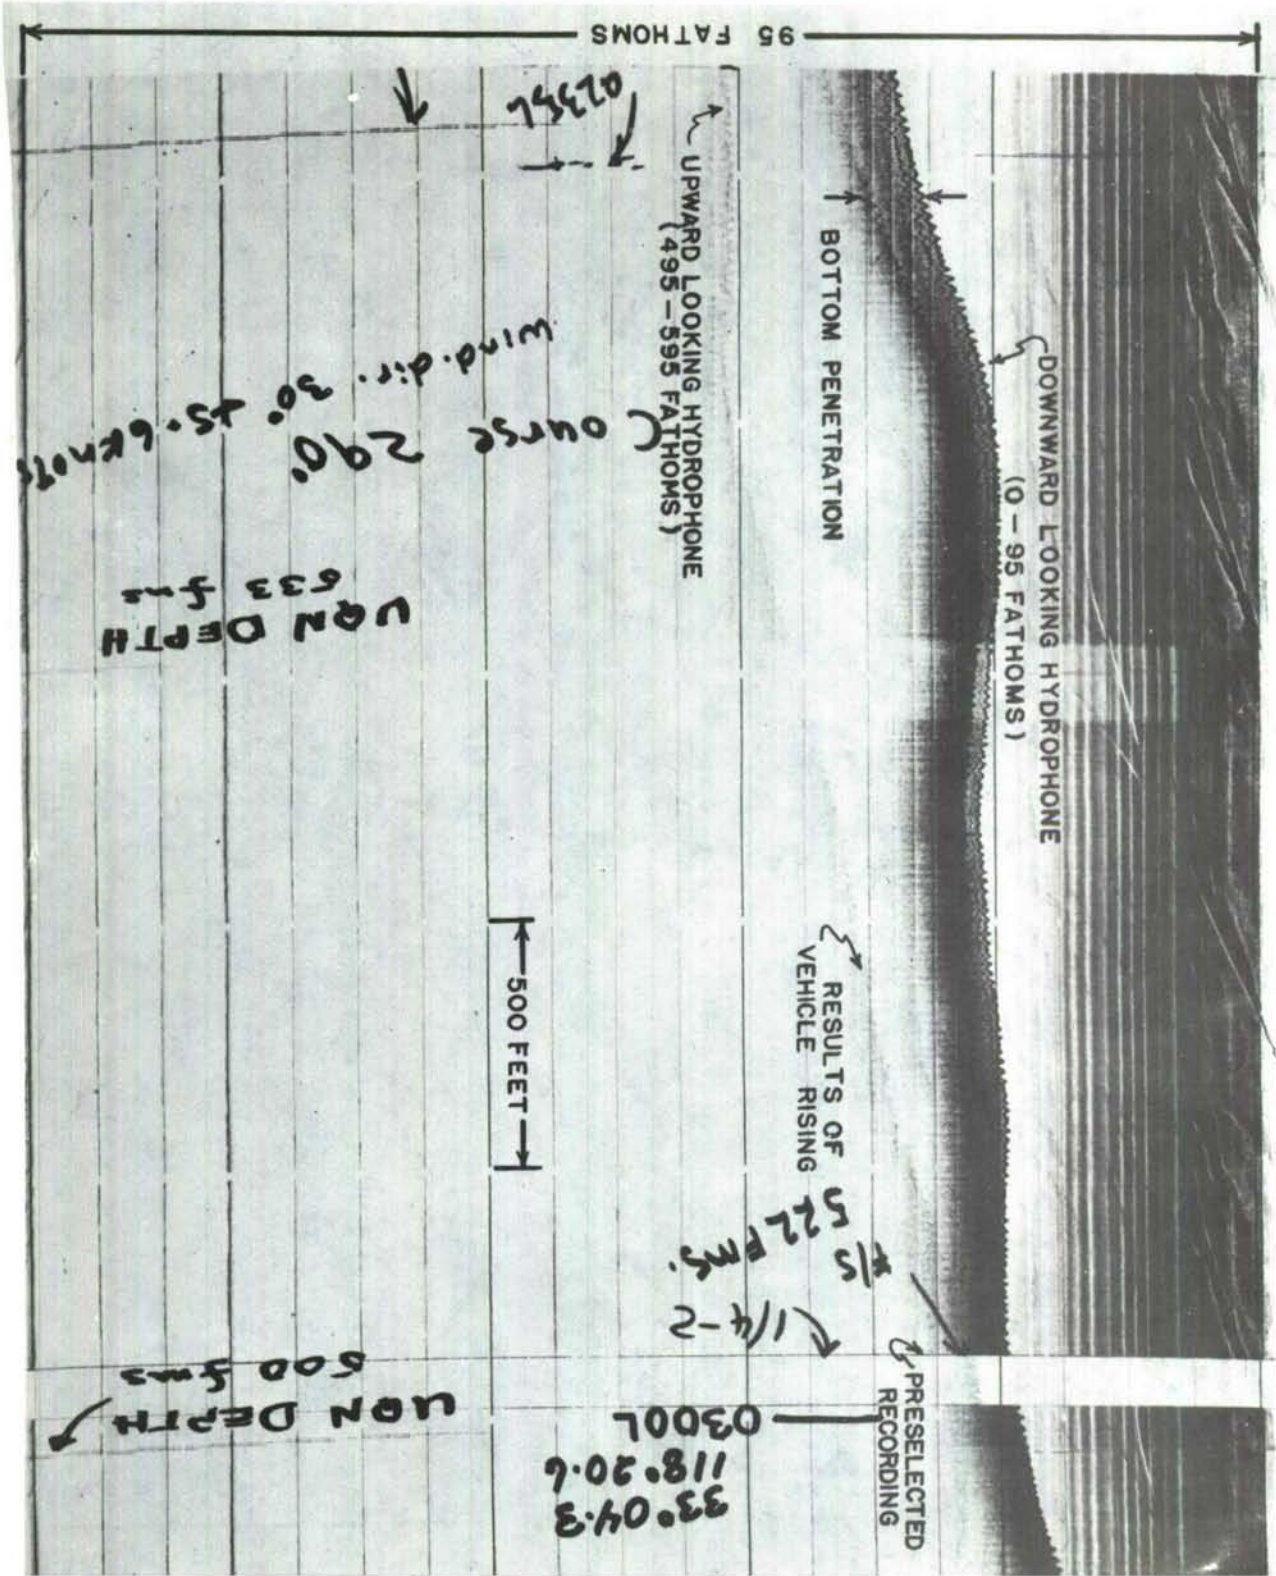 95 FATHOMS
0235L
UPWARD LOOKING HYDROPHONE
(495-595 FATHOMS)
BOTTOM PENETRATION
DOWNWARD LOOKING HYDROPHONE
(0-95 FATHOMS)
wind.dir. 30° 15.6 knots
Course 290°
UQN DEPTH
533 fms
500 FEET
RESULTS OF
VEHICLE RISING
522 FMS.
1/4-2
PRESELECTED
RECORDING
UQN DEPTH
500 fms
0300L
118° 20.6
33° 04.3